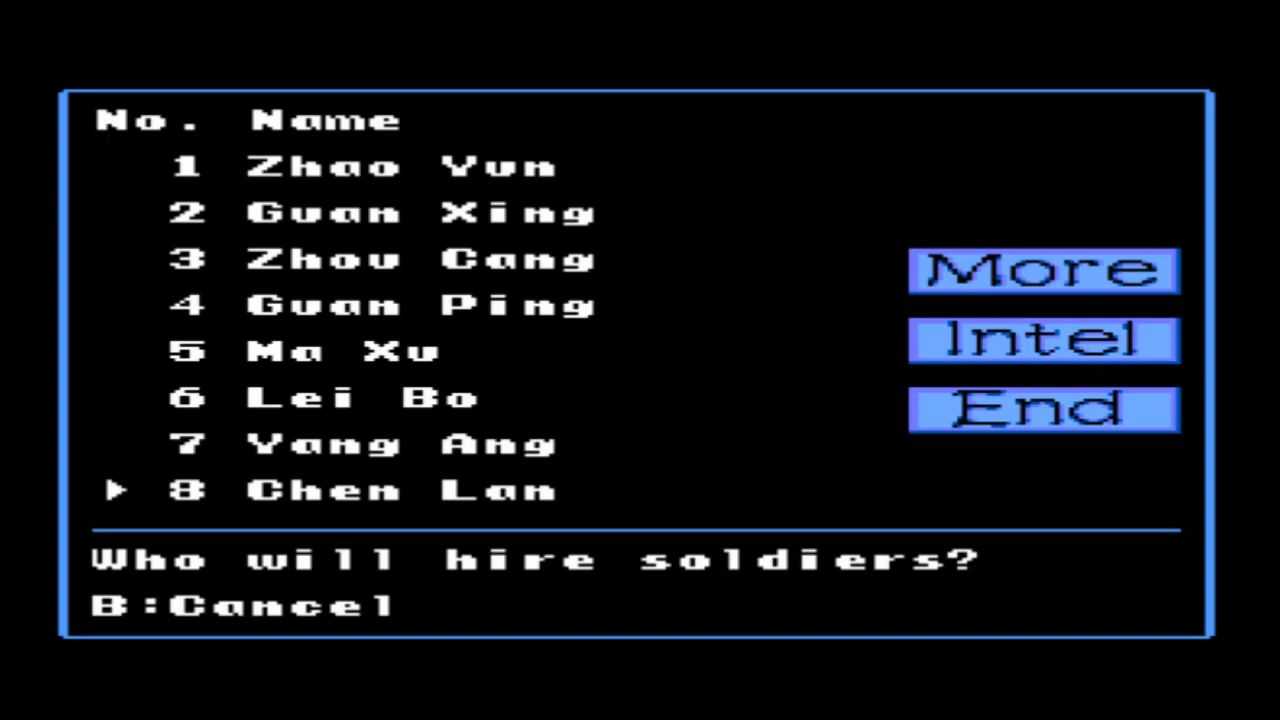 No. Name
1 Zhao Yun
2 Guan Xing
3 Zhou Cang
4 Guan Ping
5 Ma Xu
6 Lei Bo
7 Yang Ang
8 Chen Lan
More
Intel
End
Who will hire soldiers?
B:Cancel